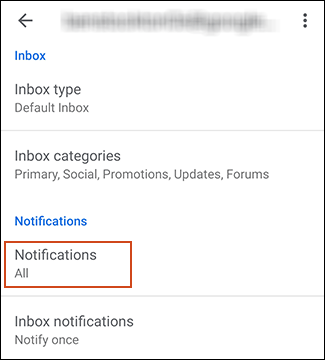 Inbox
Inbox type
Default Inbox
Inbox categories
Primary, Social, Promotions, Updates, Forums
Notifications
Notifications
All
Inbox notifications
Notify once